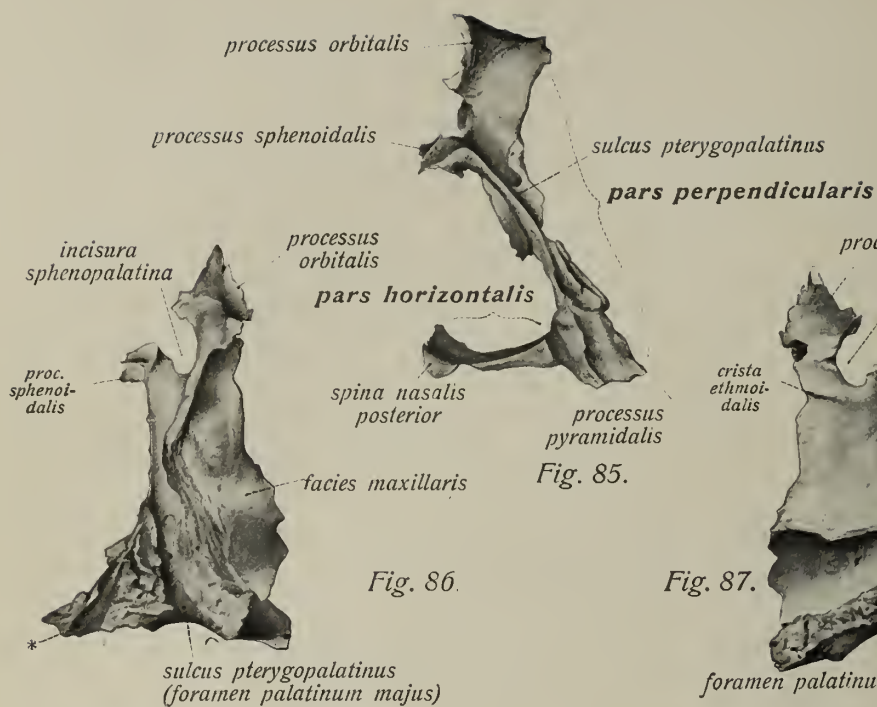 processus orbitalis
processus sphenoidalis
sulcus pterygopalatinus
pars perpendicularis
incisura
sphenopalatina
processus
orbitalis
pars horizontalis
proc.
sphenoi-
dalis
spina nasalis
posterior
processus
pyramidalis
Fig. 85.
facies maxillaris
Fig. 86.
*
sulcus pterygopalatinus
(foramen palatinum majus)
crista
ethmoi-
dalis
Fig. 87.
foramen